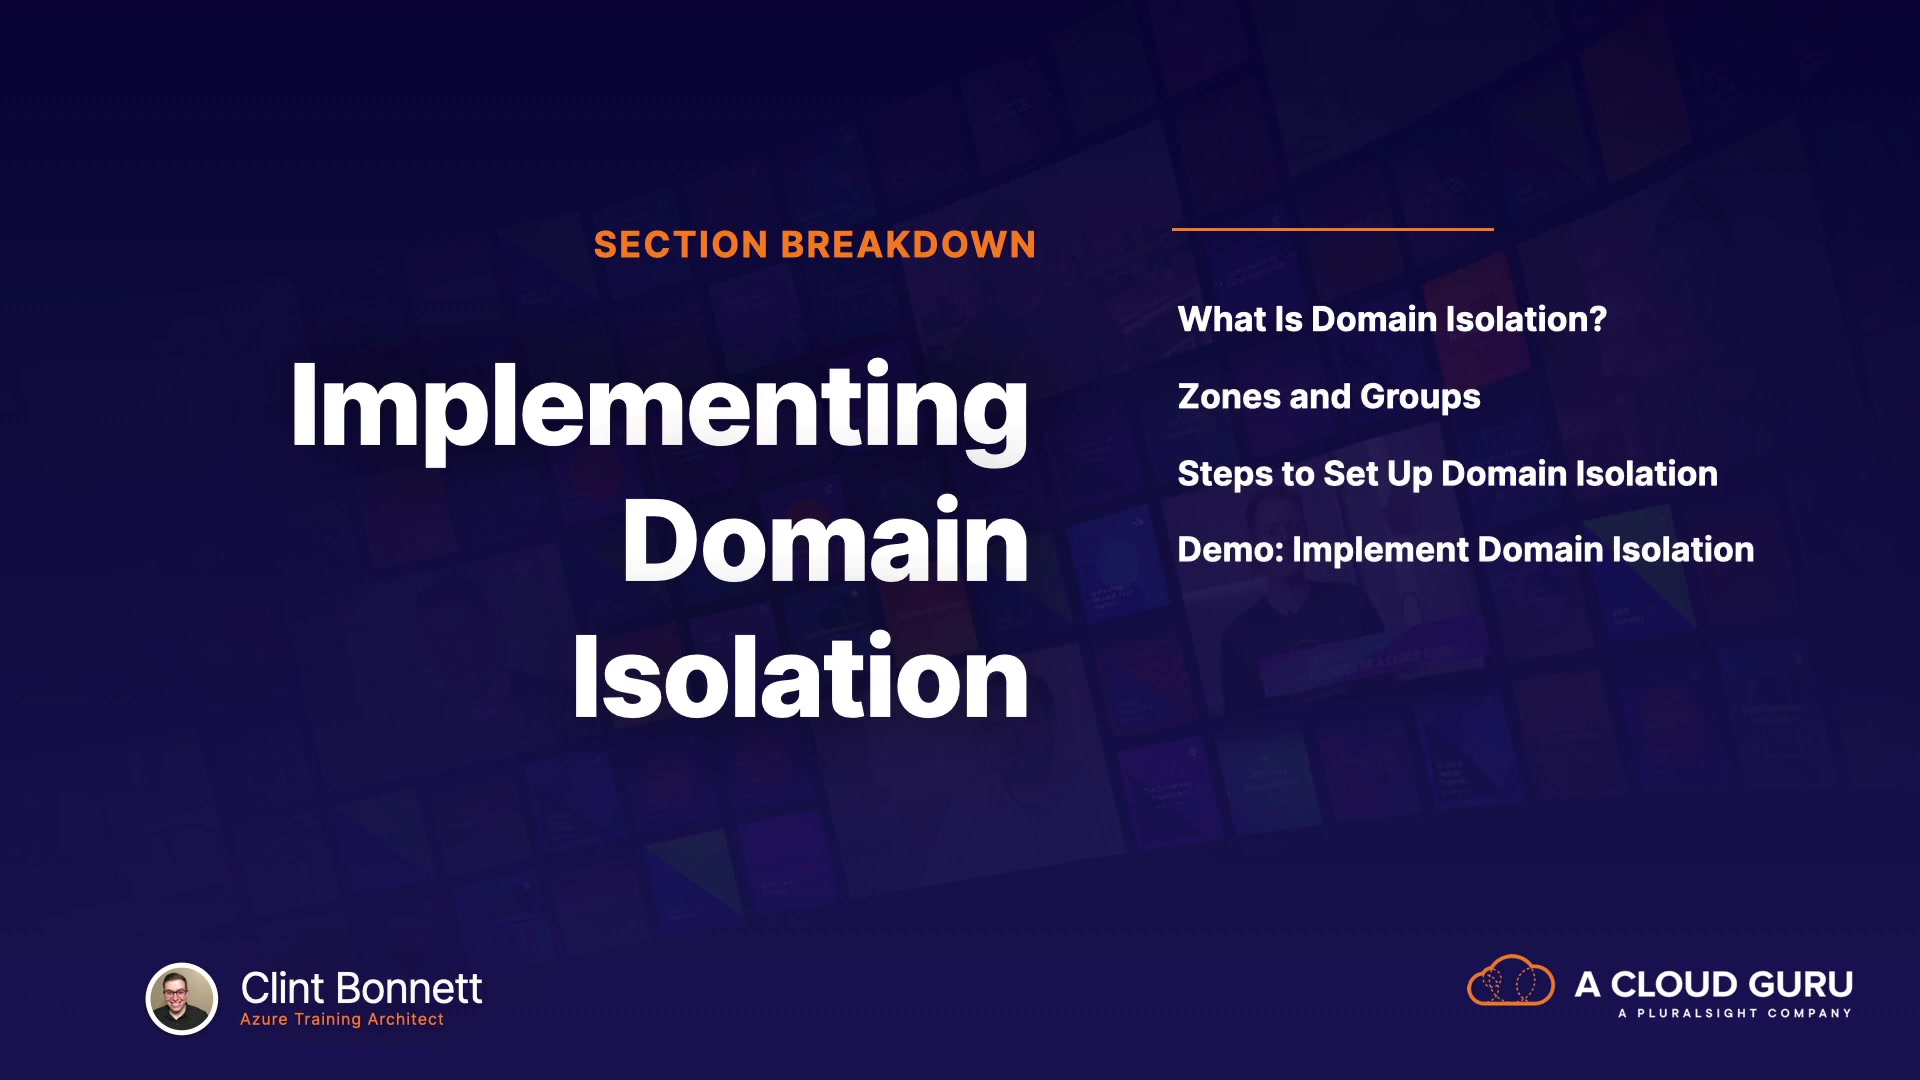 SECTION BREAKDOWN
Implementing
Domain
Isolation
What Is Domain Isolation?
Zones and Groups
Steps to Set Up Domain Isolation
Demo: Implement Domain Isolation
Clint Bonnett
Azure Training Architect
A CLOUD GURU
A PLURALSIGHT COMPANY